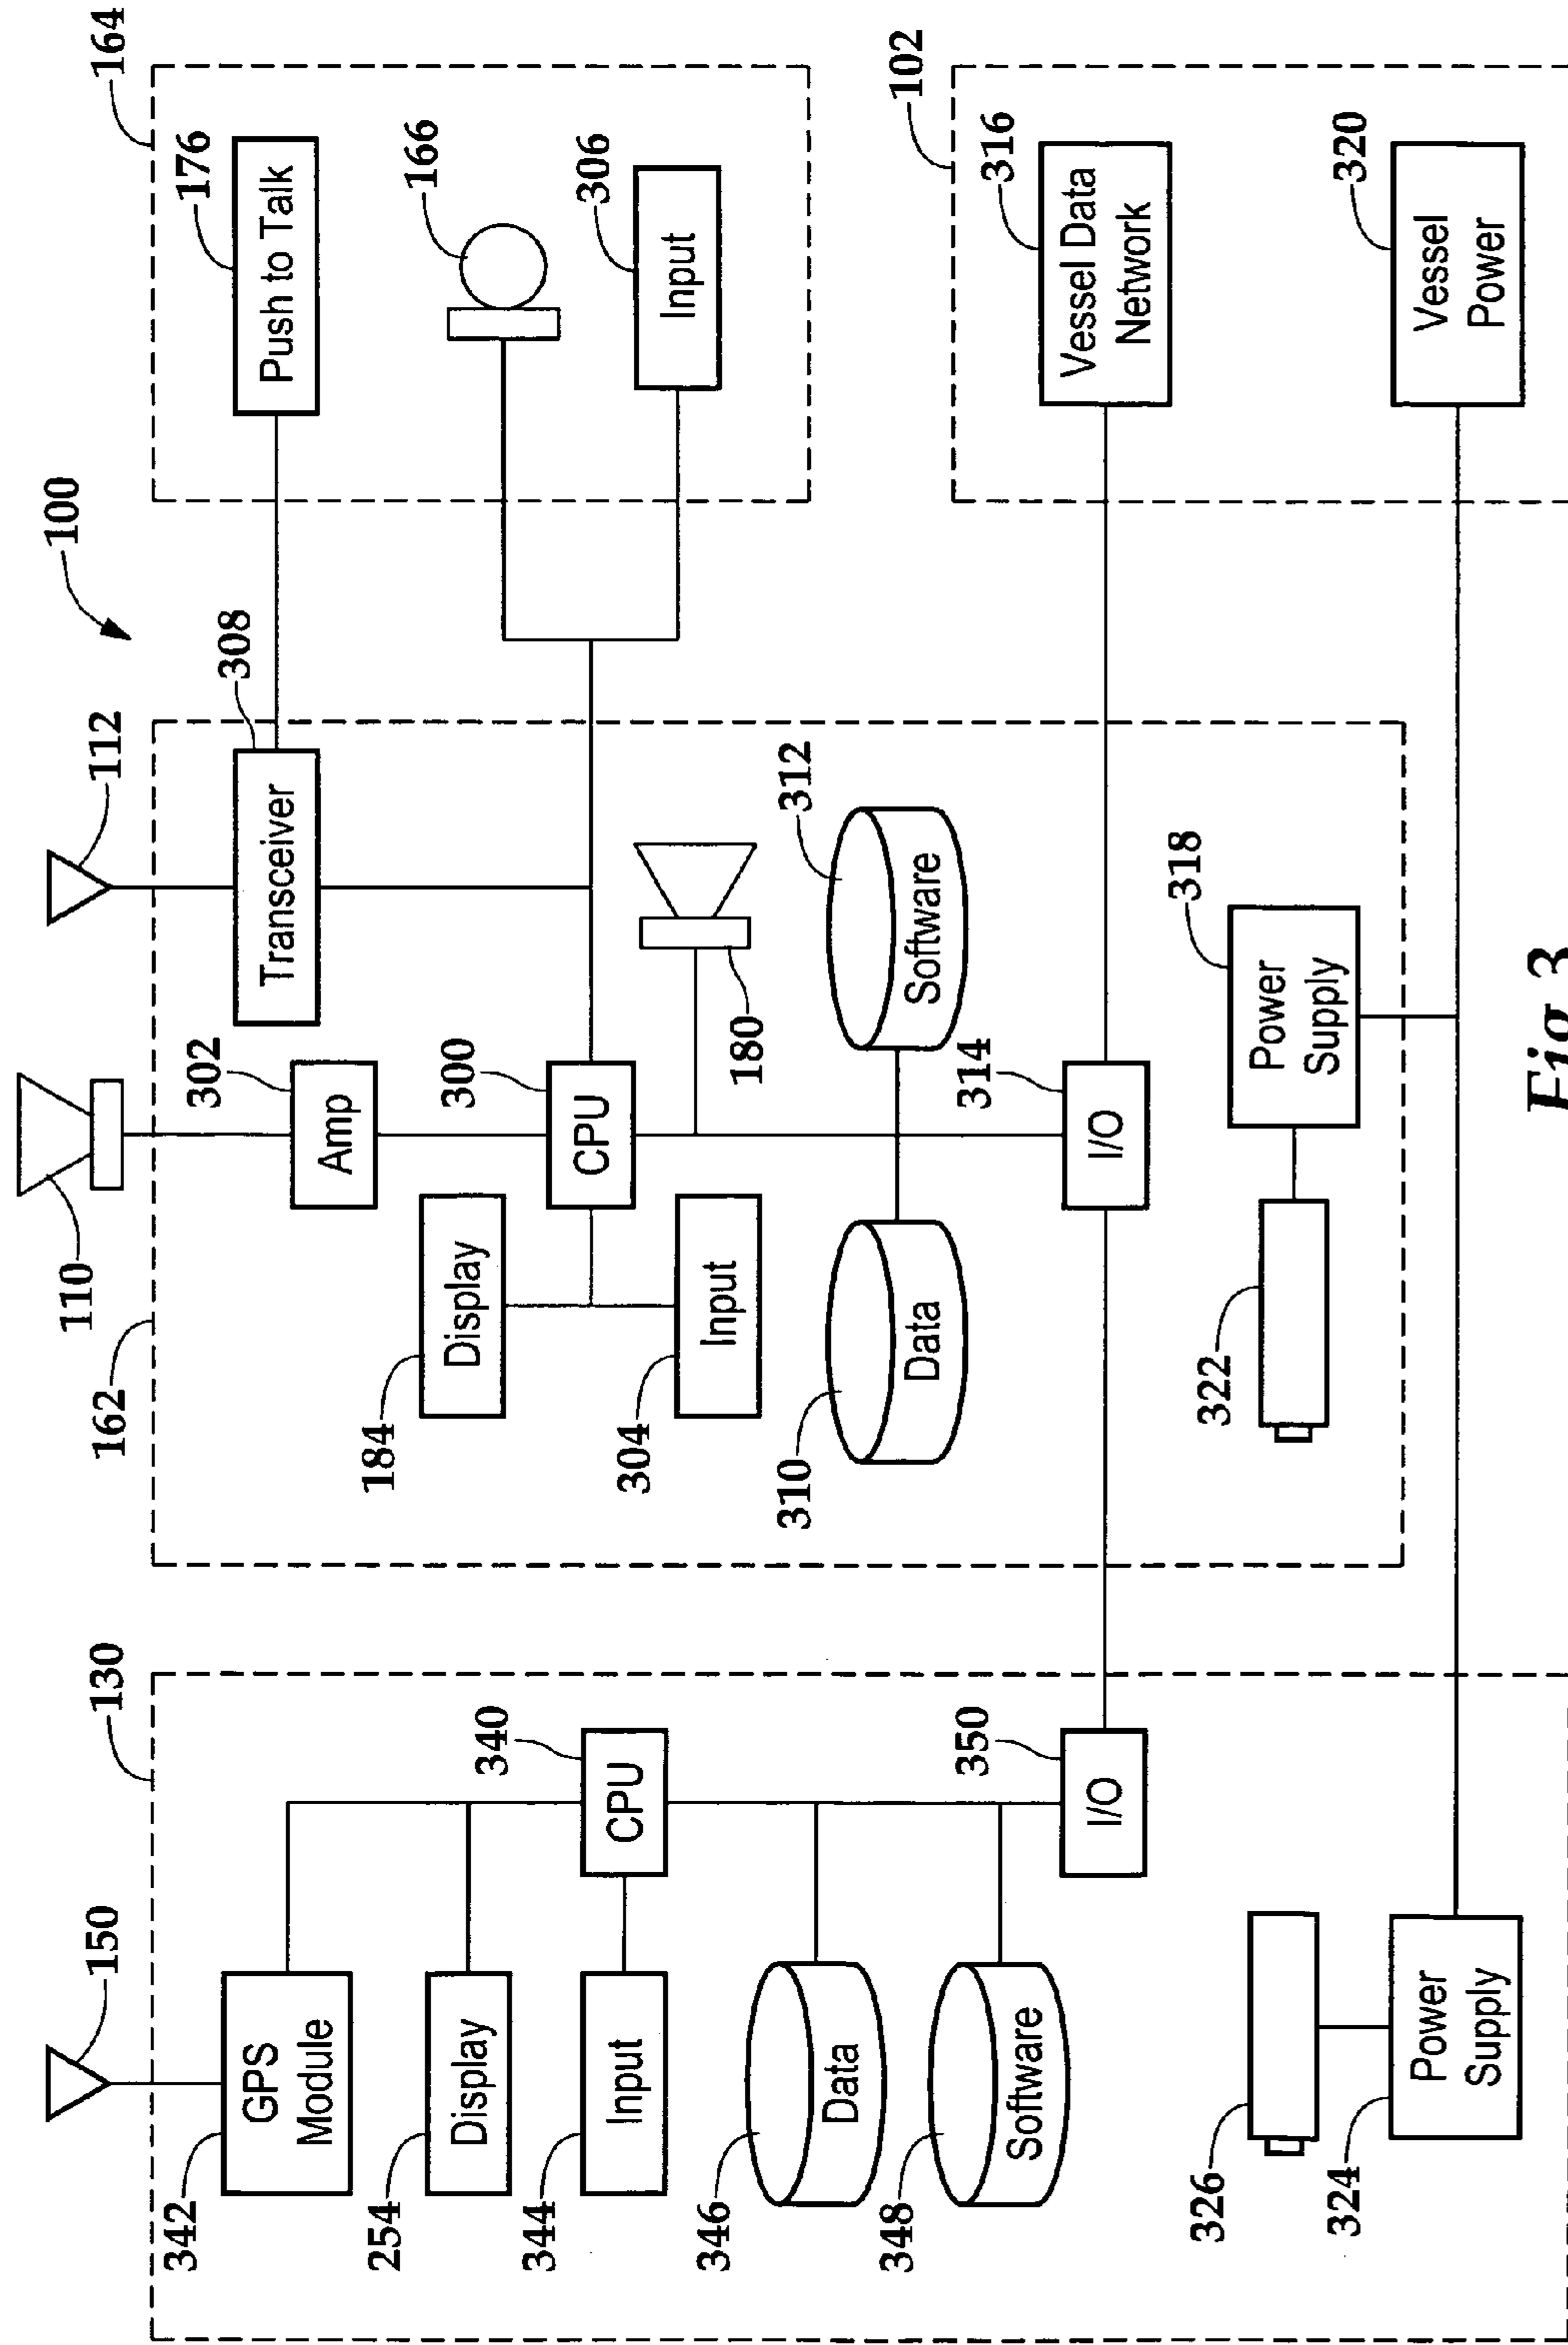 100
150
130
342
GPS
Module
254
Display
344
Input
340
CPU
346
Data
348
Software
350
I/O
326
324
Power
Supply
110
112
162
302
Amp
308
Transceiver
184
Display
300
CPU
304
Input
180
310
Data
312
Software
314
I/O
318
Power
Supply
322
164
176
Push to Talk
166
306
Input
102
316
Vessel Data
Network
320
Vessel
Power
Fig.3